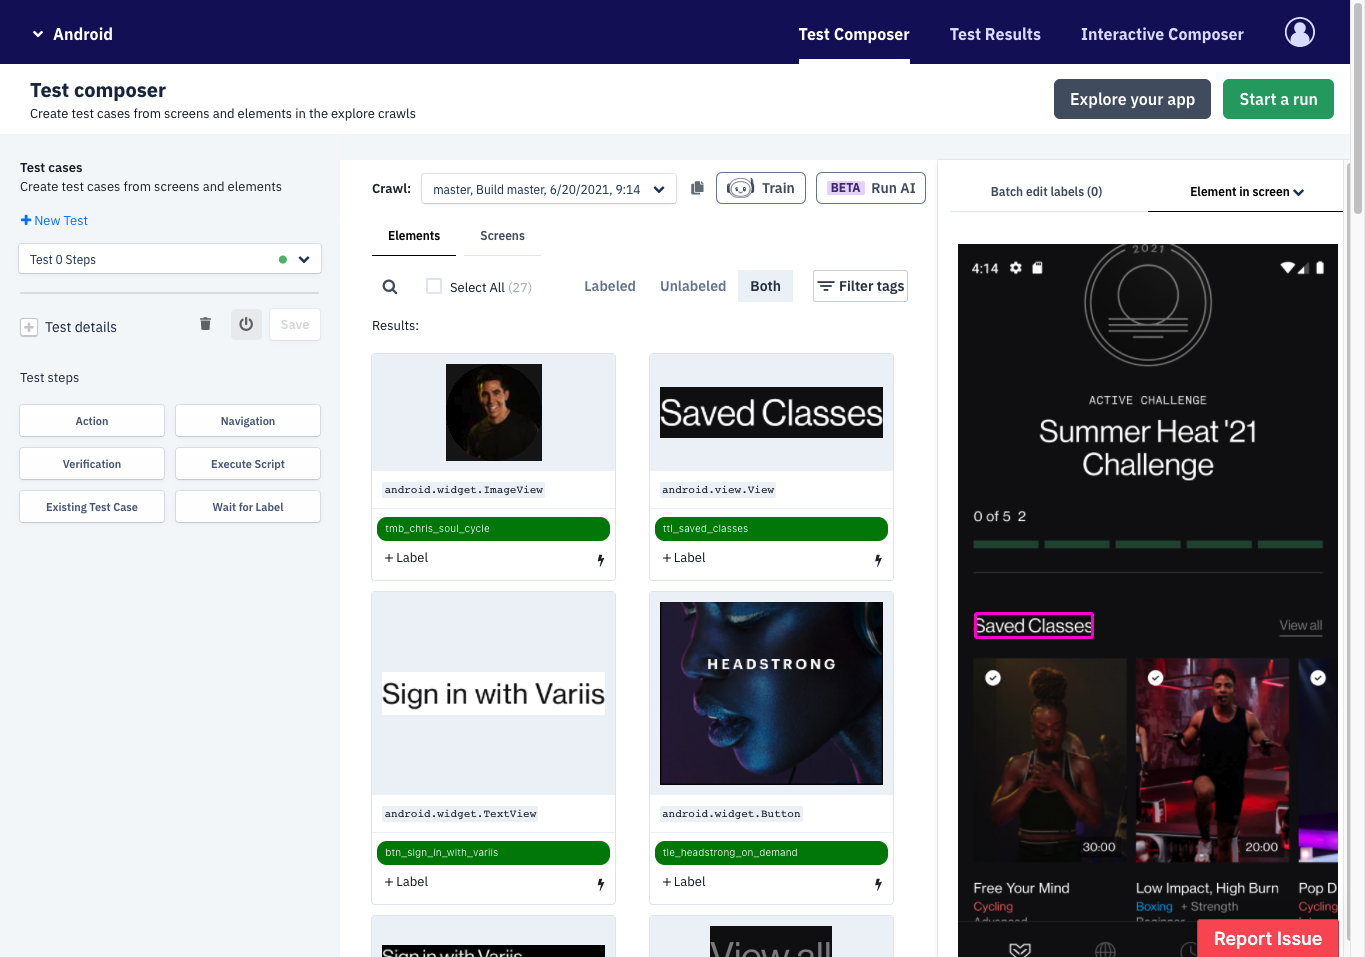 Android
Test Composer
Test Results
Interactive Composer
Test composer
Create test cases from screens and elements in the explore crawls
Explore your app
Start a run
Test cases
Create test cases from screens and elements
+ New Test
Test 0 Steps
Test details
Save
Test steps
Action
Navigation
Verification
Execute Script
Existing Test Case
Wait for Label
Crawl:
master, Build master, 6/20/2021, 9:14
Train
BETA Run AI
Elements
Screens
Select All (27)
Labeled
Unlabeled
Both
Filter tags
Results:
android.widget.ImageView
tmb_chris_soul_cycle
+ Label
Saved Classes
android.view.View
ttl_saved_classes
+ Label
Sign in with Variis
android.widget.TextView
btn_sign_in_with_variis
+ Label
HEADSTRONG
android.widget.Button
tle_headstrong_on_demand
+ Label
Sign in with Variis
View all
Batch edit labels (0)
Element in screen
2021
4:14
ACTIVE CHALLENGE
Summer Heat '21
Challenge
0 of 5 2
Saved Classes
View all
30:00
20:00
Free Your Mind
Cycling
Advanced
Low Impact, High Burn
Boxing + Strength
Beginner
Pop D
Cycling
Report Issue